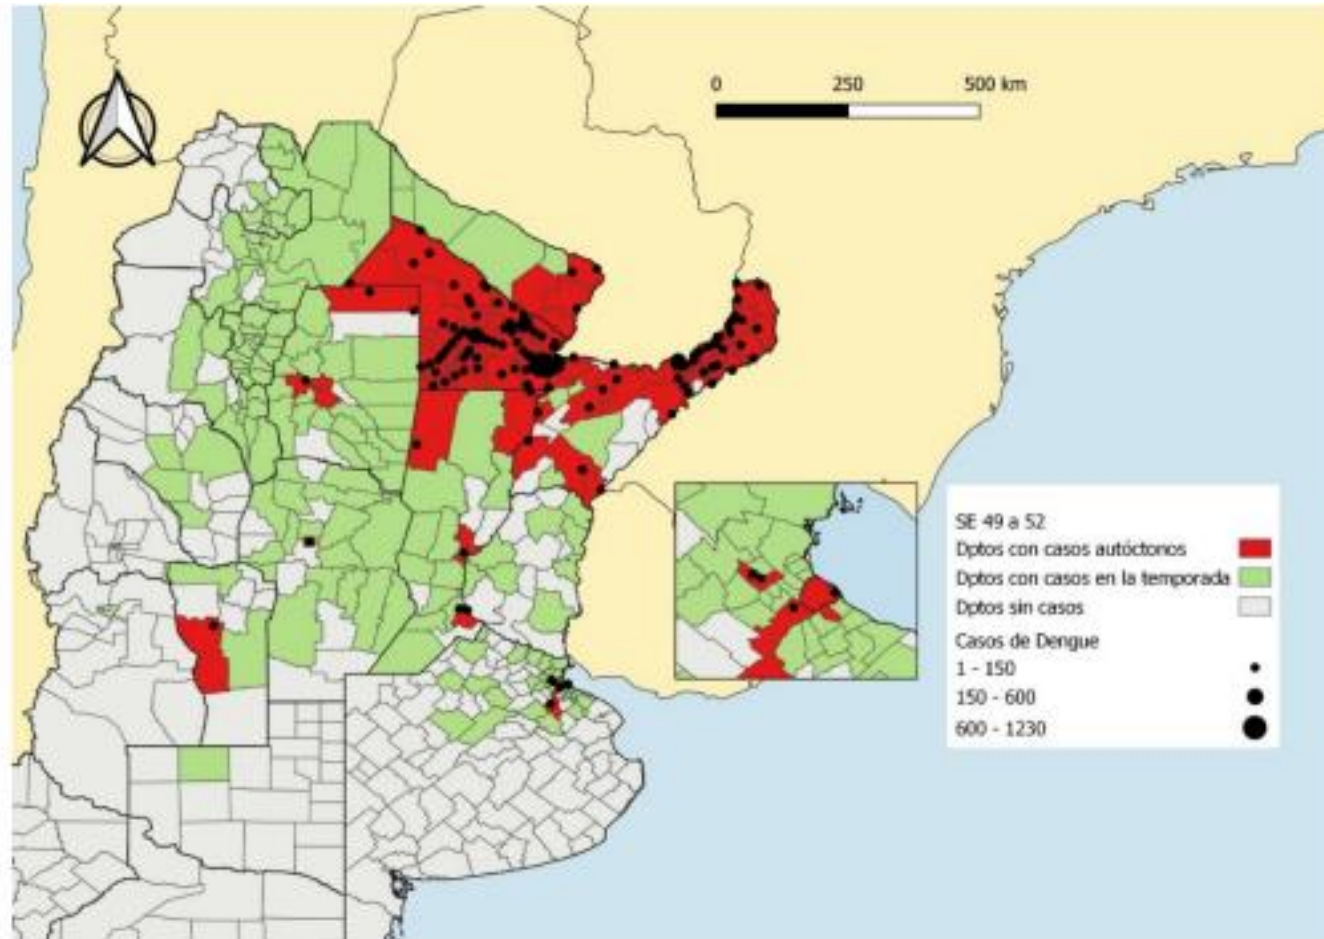 0 250 500 km
SE 49 a 52
Dptos con casos autóctonos
Dptos con casos en la temporada
Dptos sin casos
Casos de Dengue
1 - 150
150 - 600
600 - 1230